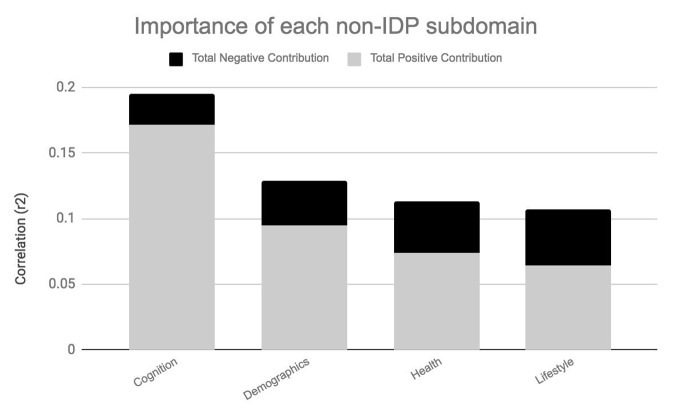 Importance of each non-IDP subdomain
Total Negative Contribution Total Positive Contribution
0.2
0.15
0.1
0.05
0
Correlation (r2)
Cognition
Demographics
Health
Lifestyle